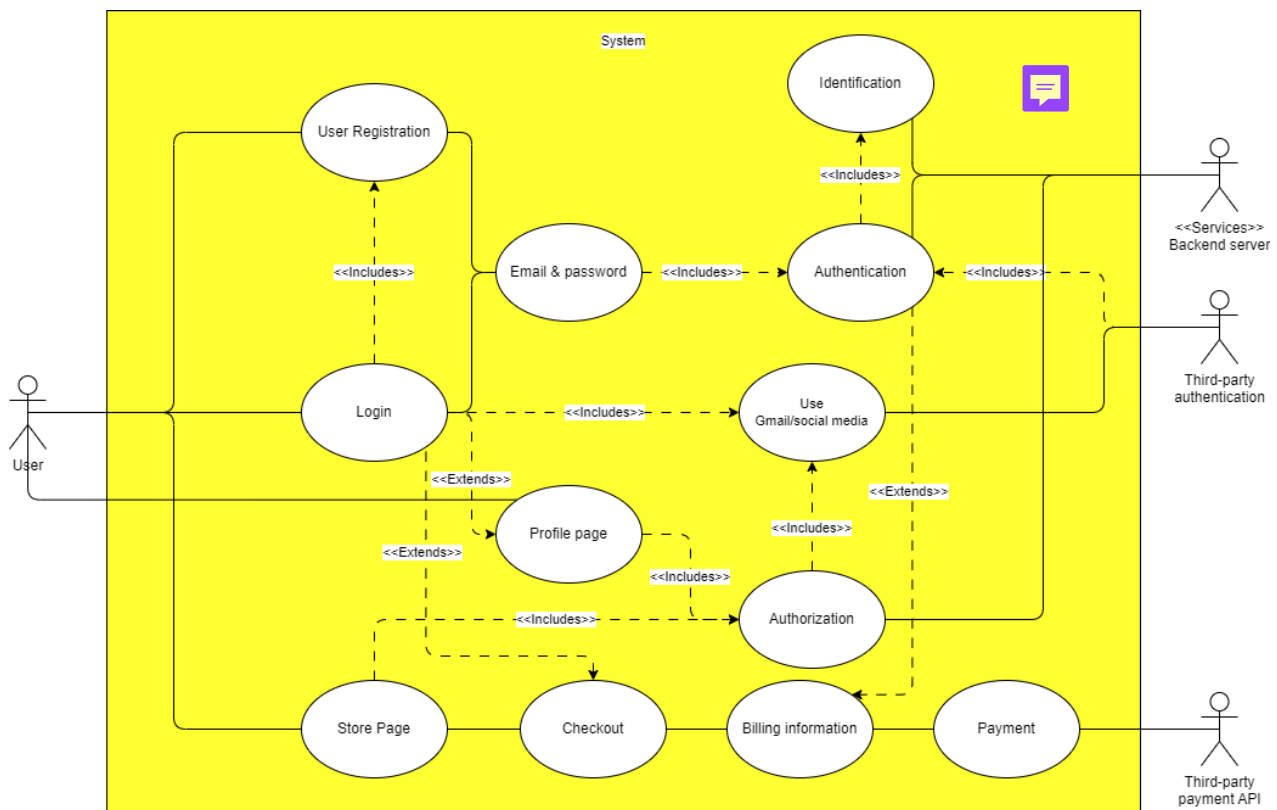 System
Identification
User Registration
<<Includes>>
<<Services>>
Backend server
<<Includes>>
Email & password
<<Includes>>
Authentication
<<Includes>>
Third-party
authentication
Login
<<Includes>>
Use
Gmail/social media
User
<<Extends>>
<<Extends>>
<<Includes>>
Profile page
<<Extends>>
<<Includes>>
<<Includes>>
Authorization
Store Page
Checkout
Billing information
Payment
Third-party
payment API